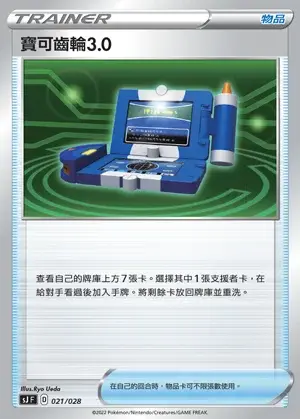 TRAINER
物品
寶可齒輪3.0
查看自己的牌庫上方7張卡。選擇其中1張支援者卡，在
給對手看過後加入手牌。將剩餘卡放回牌庫並重洗。
Illus.Ryo Ueda
sJ F 021/028
在自己的回合時，物品卡可不限張數使用。
©2022 Pokémon/Nintendo/Creatures/GAME FREAK.